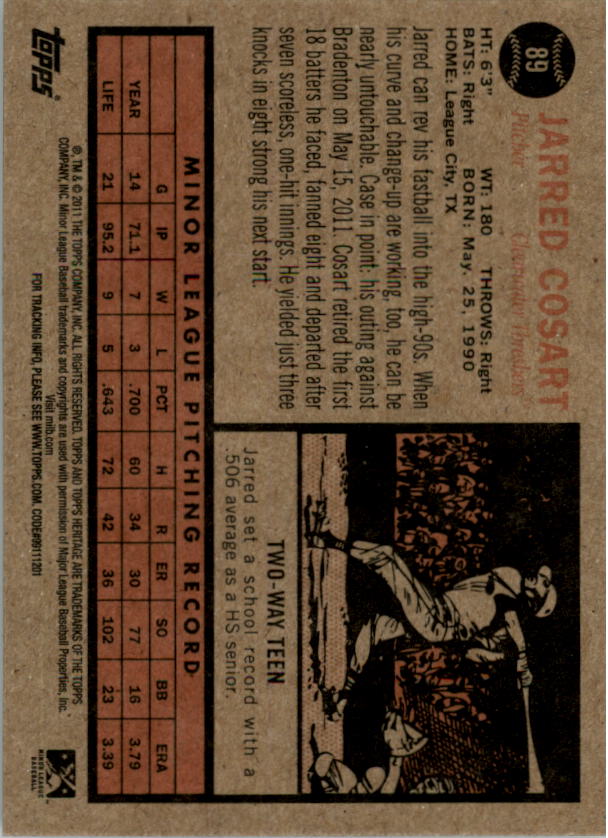 89
JARRED COSART
Pitcher Clearwater Threshers
HT: 6'3" WT: 180 THROWS: Right
BATS: Right BORN: May. 25, 1990
HOME: League City, TX
Jarred can rev his fastball into the high-90s. When
his curve and change-up are working, too, he can be
nearly untouchable. Case in point: his outing against
Bradenton on May 15, 2011. Cosart retired the first
18 batters he faced, fanned eight and departed after
seven scoreless, one-hit innings. He yielded just three
knocks in eight strong his next start.
TWO-WAY TEEN
Jarred set a school record with a
.506 average as a HS senior.
MINOR LEAGUE PITCHING RECORD
G IP W L PCT H R ER SO BB ERA
YEAR 14 71.1 7 3 .700 60 34 30 77 16 3.79
LIFE 21 95.2 9 5 .643 72 42 36 102 23 3.39
topps®
®, TM & © 2011 THE TOPPS COMPANY, INC. ALL RIGHTS RESERVED. TOPPS AND TOPPS HERITAGE ARE TRADEMARKS OF THE TOPPS
COMPANY, INC. Minor League Baseball trademarks and copyrights are used with permission of Major League Baseball Properties, Inc.
Visit milb.com
FOR TRACKING INFO, PLEASE SEE WWW.TOPPS.COM. CODE#99111201
MINOR LEAGUE
BASEBALL